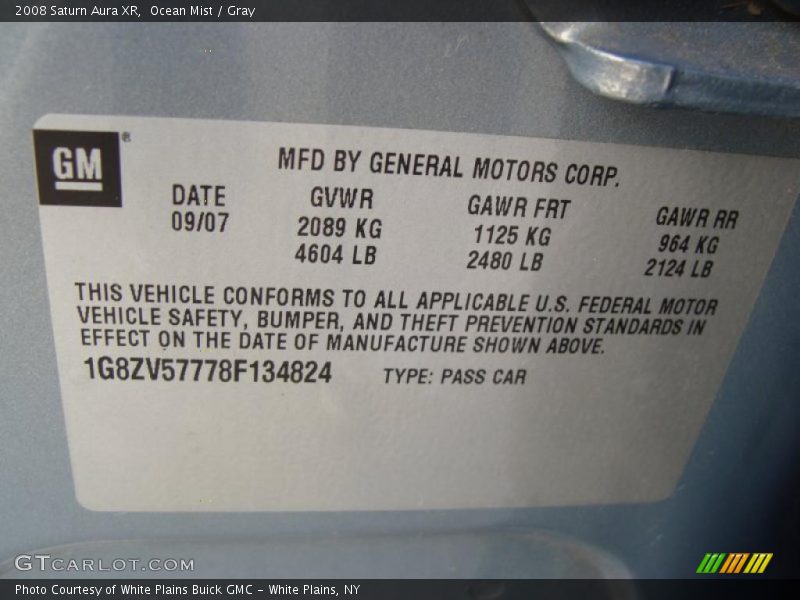 2008 Saturn Aura XR,  Ocean Mist / Gray
GM®
MFD BY GENERAL MOTORS CORP.
DATE GVWR GAWR FRT GAWR RR
09/07 2089 KG 1125 KG 964 KG
4604 LB 2480 LB 2124 LB
THIS VEHICLE CONFORMS TO ALL APPLICABLE U.S. FEDERAL MOTOR
VEHICLE SAFETY, BUMPER, AND THEFT PREVENTION STANDARDS IN
EFFECT ON THE DATE OF MANUFACTURE SHOWN ABOVE.
1G8ZV57778F134824 TYPE: PASS CAR
GTCARLOT.COM
Photo Courtesy of White Plains Buick GMC - White Plains, NY